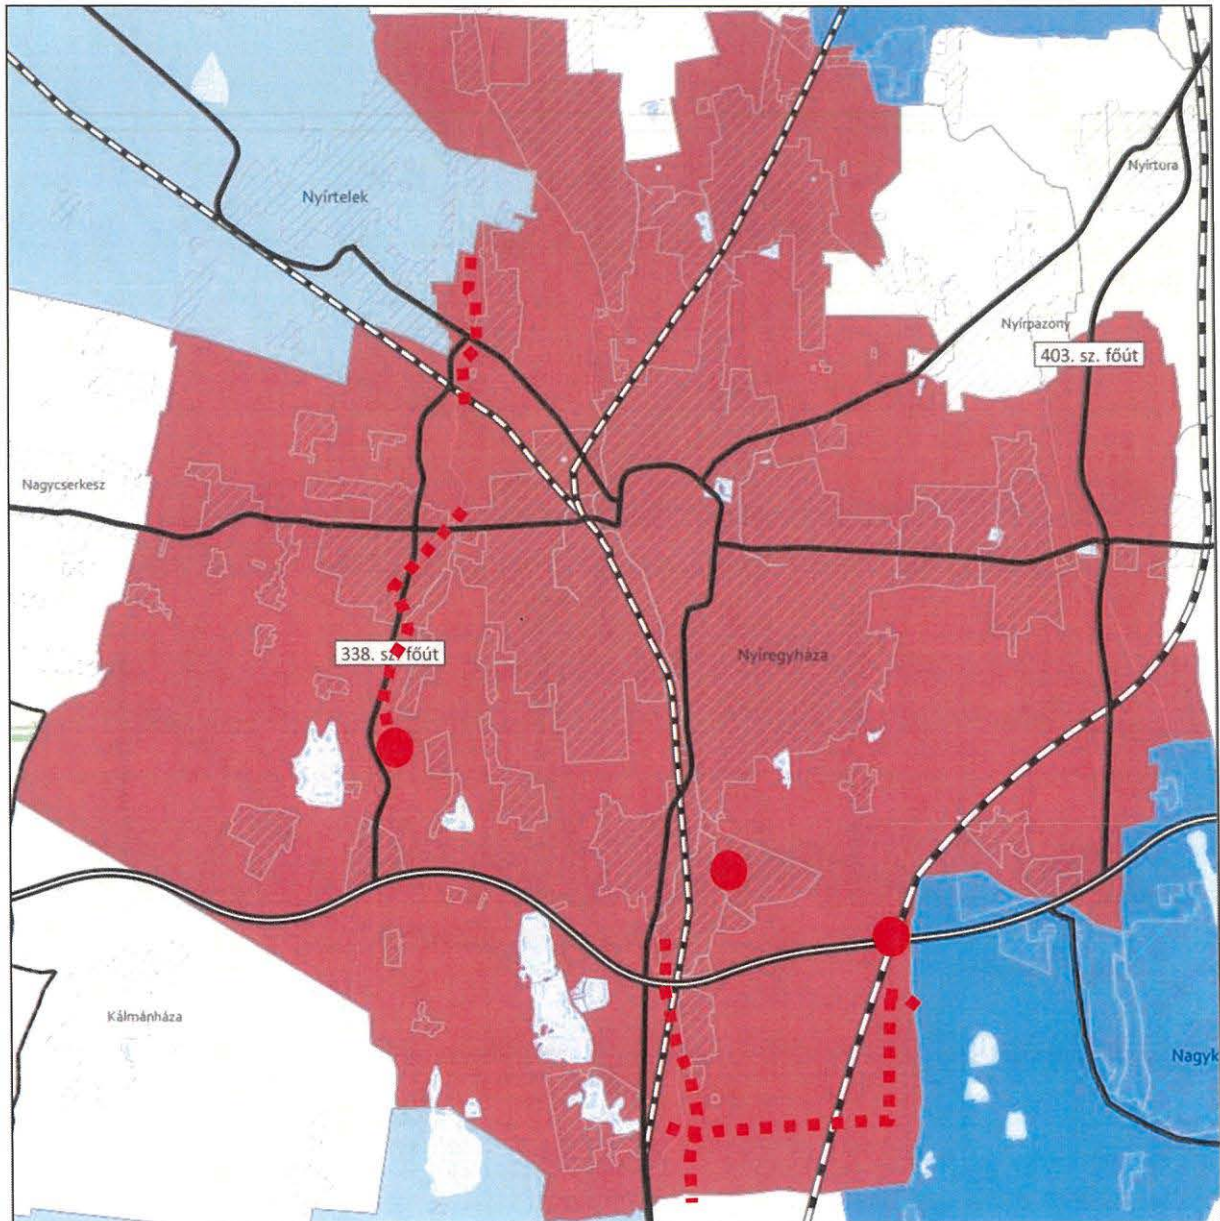 Nyírtelek
Nyírtura
Nyírpazony
403. sz. főút
Nagycserkesz
338. sz. főút
Nyíregyháza
Kálmánháza
Nagyk